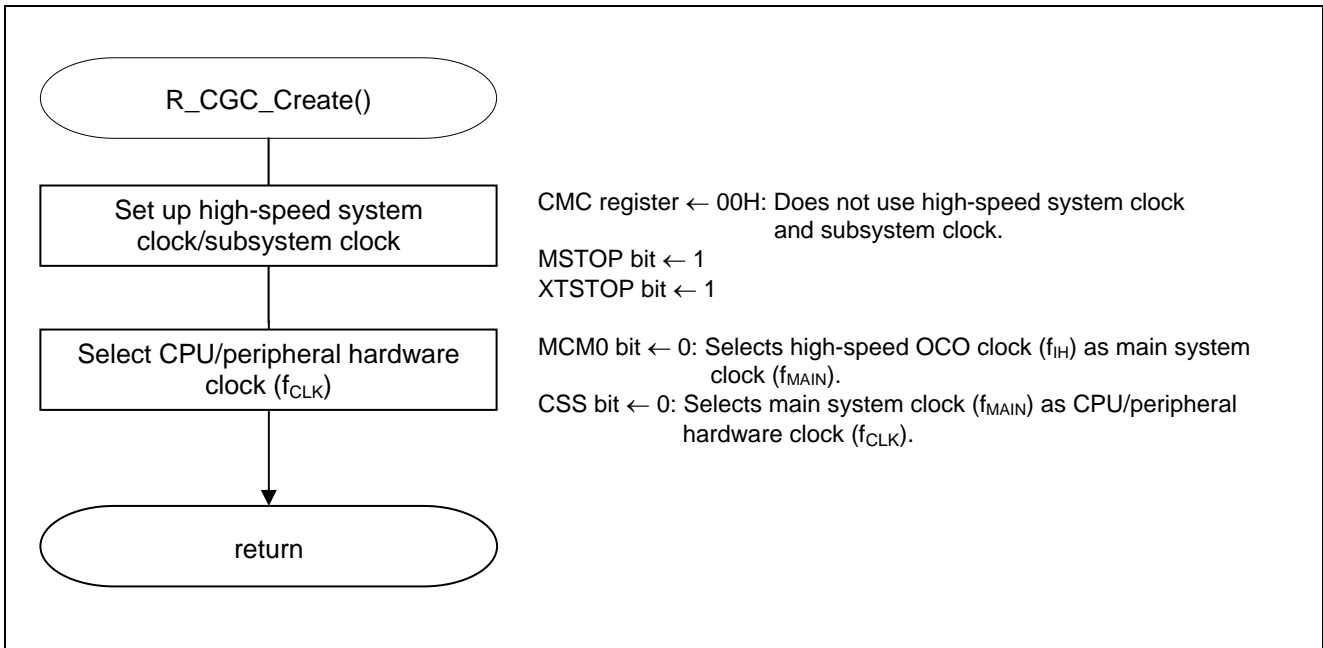 R_CGC_Create()
Set up high-speed system
clock/subsystem clock
CMC register ← 00H: Does not use high-speed system clock
and subsystem clock.
MSTOP bit ← 1
XTSTOP bit ← 1
Select CPU/peripheral hardware
clock (fCLK)
MCM0 bit ← 0: Selects high-speed OCO clock (fIH) as main system
clock (fMAIN).
CSS bit ← 0: Selects main system clock (fMAIN) as CPU/peripheral
hardware clock (fCLK).
return